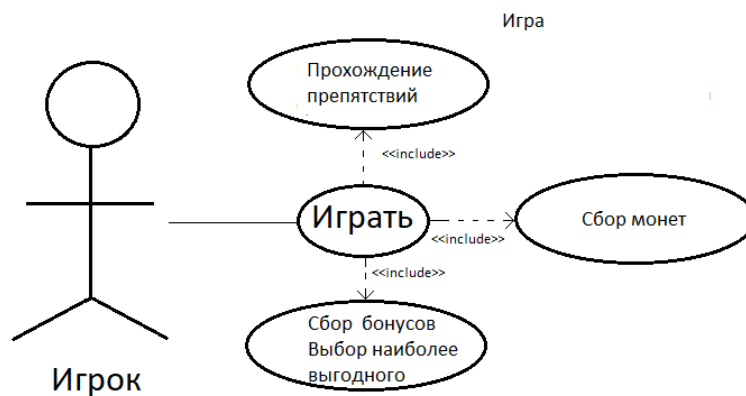 Игра
Прохождение
препятствий
<<include>>
Играть
<<include>>
Сбор монет
<<include>>
Сбор бонусов
Выбор наиболее
выгодного
Игрок